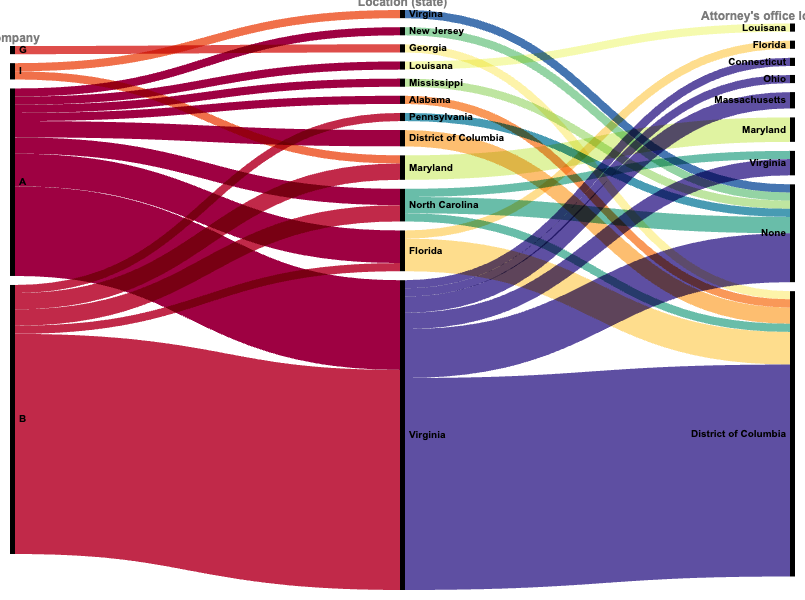 Location (state)
Attorney's office lo
ompany
G
I
A
B
Virgina
New Jersey
Georgia
Louisana
Mississippi
Alabama
Pennsylvania
District of Columbia
Maryland
North Carolina
Florida
Virginia
Louisana
Florida
Connecticut
Ohio
Massachusetts
Maryland
Virginia
None
District of Columbia